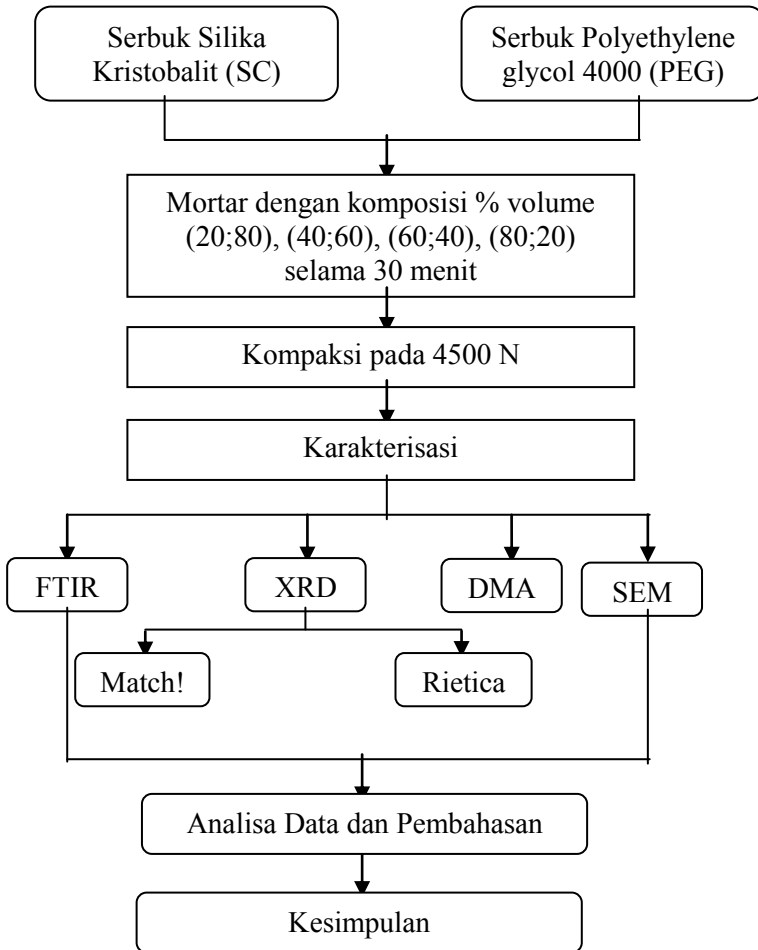 Serbuk Silika
Kristobalit (SC)
Serbuk Polyethylene
glycol 4000 (PEG)
Mortar dengan komposisi % volume
(20;80), (40;60), (60;40), (80;20)
selama 30 menit
Kompaksi pada 4500 N
Karakterisasi
FTIR
XRD
DMA
SEM
Match!
Rietica
Analisa Data dan Pembahasan
Kesimpulan